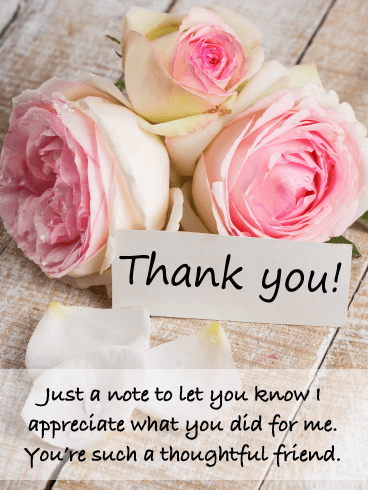 Thank you!
Just a note to let you know I
appreciate what you did for me.
You're such a thoughtful friend.